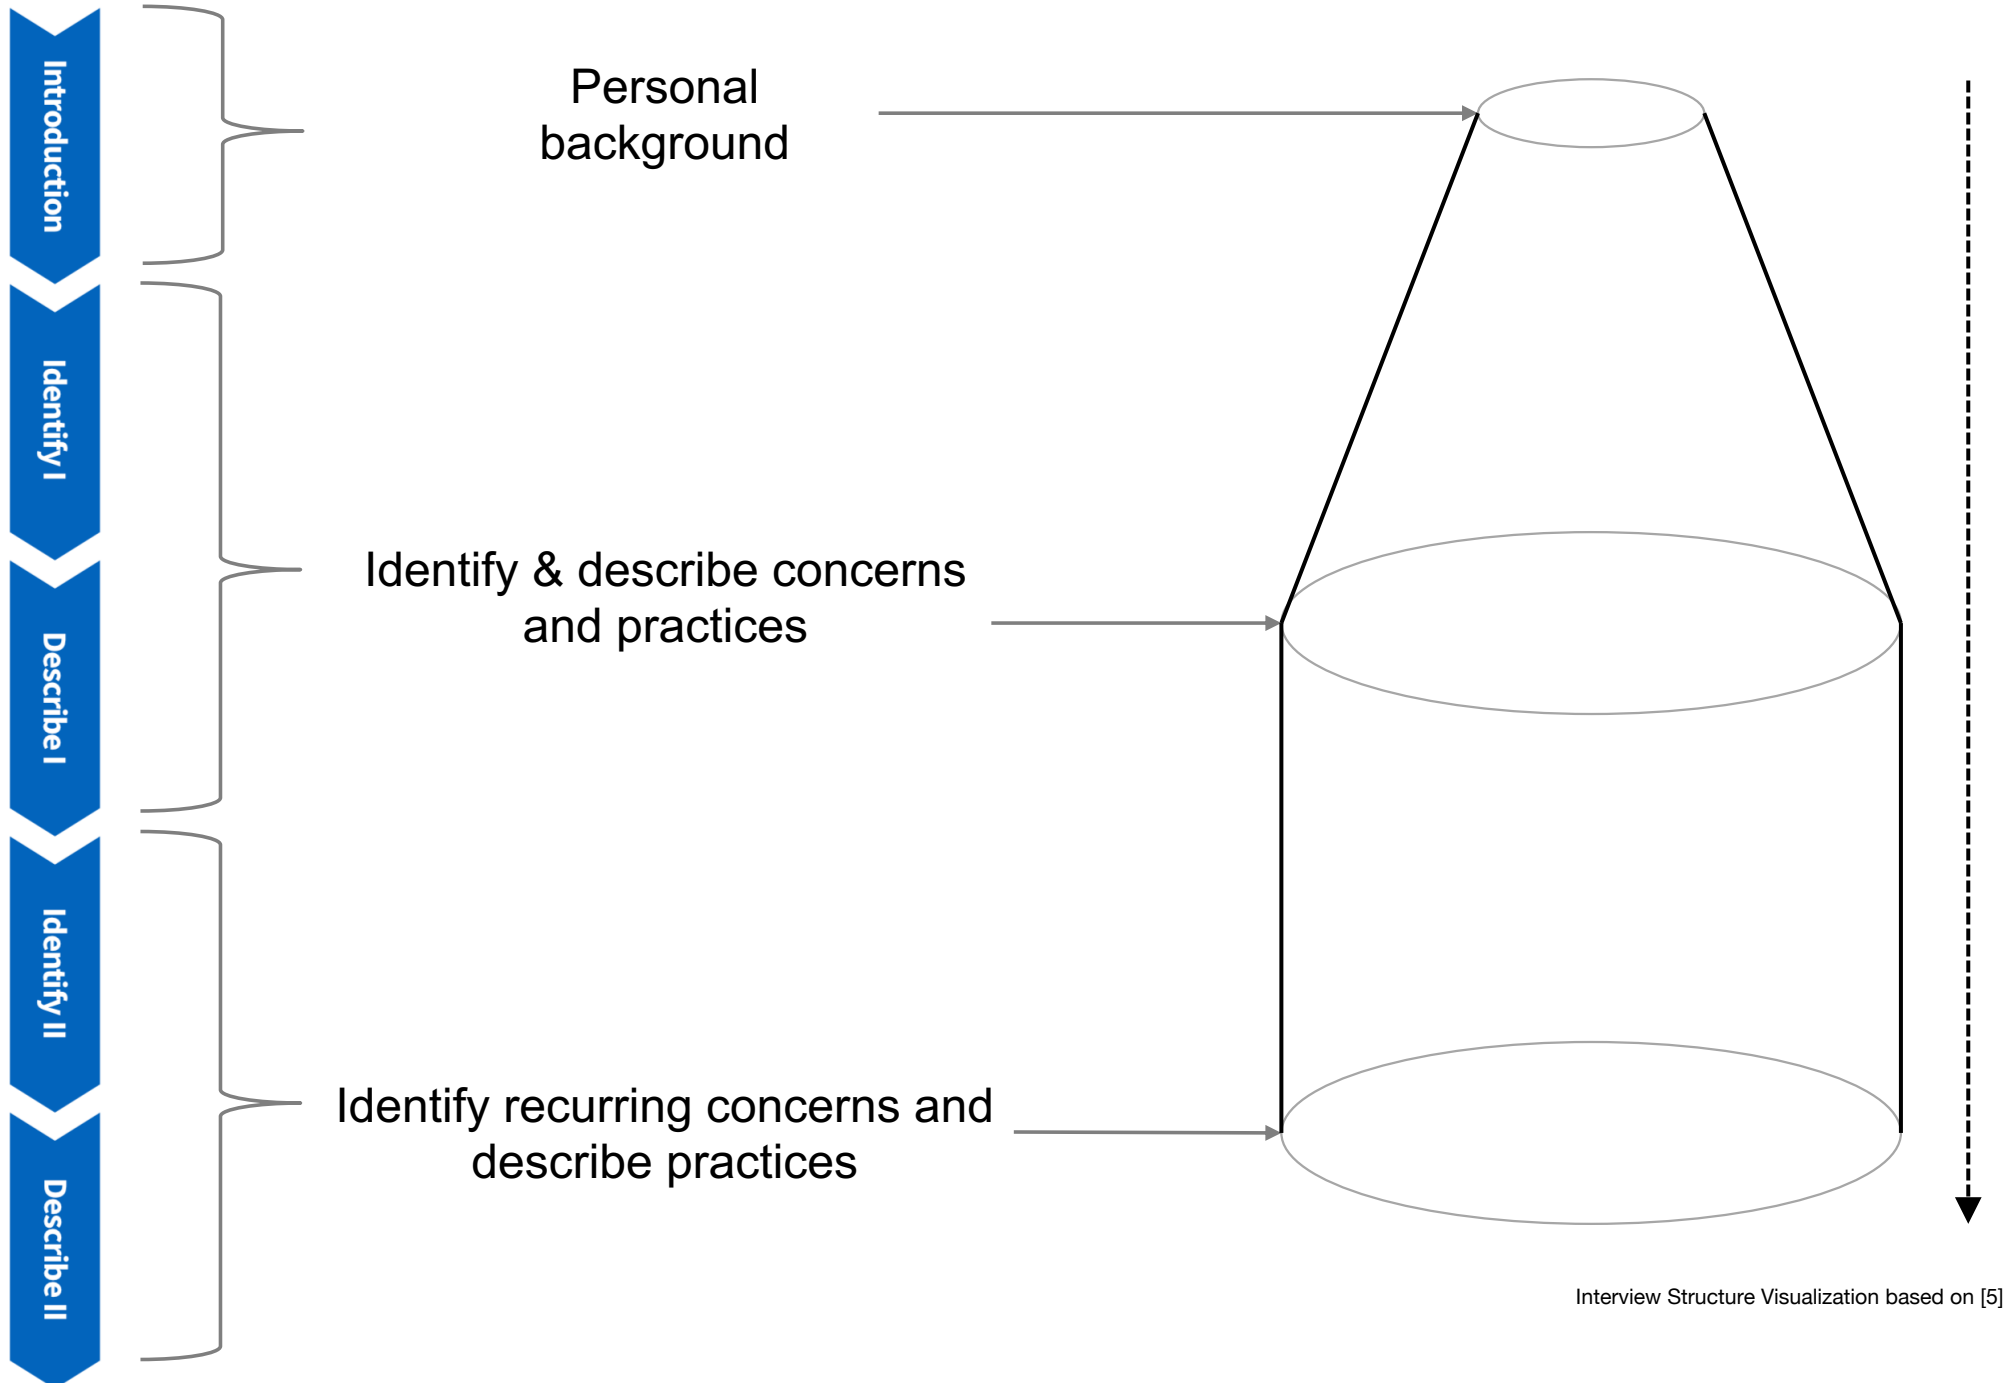 Introduction
Personal
background
Identify I
Describe I
Identify & describe concerns
and practices
Identify II
Describe II
Identify recurring concerns and
describe practices
Interview Structure Visualization based on [5]